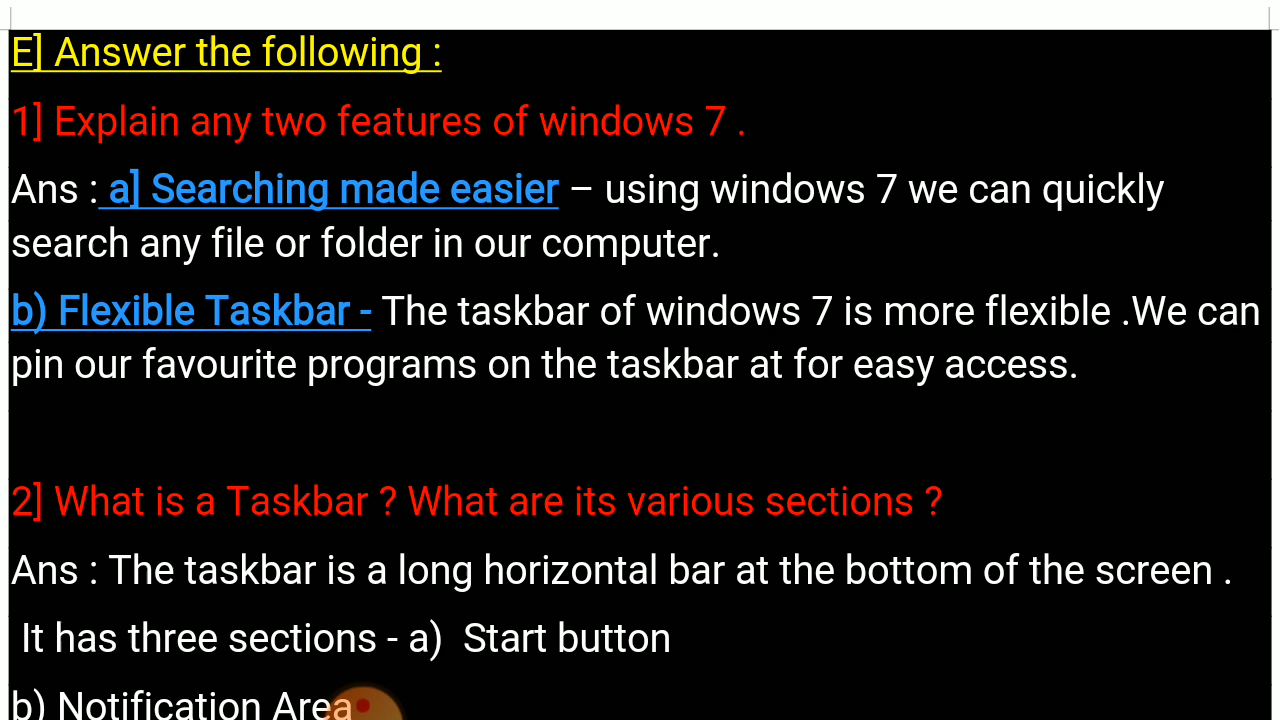 E] Answer the following :
1] Explain any two features of windows 7 .
Ans : a] Searching made easier – using windows 7 we can quickly
search any file or folder in our computer.
b) Flexible Taskbar - The taskbar of windows 7 is more flexible .We can
pin our favourite programs on the taskbar at for easy access.
2] What is a Taskbar ? What are its various sections ?
Ans : The taskbar is a long horizontal bar at the bottom of the screen .
It has three sections - a) Start button
b) Notification Area